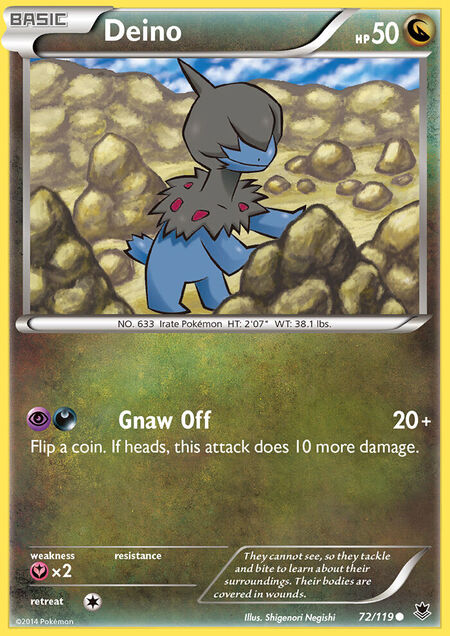 BASIC Deino HP50
NO. 633 Irate Pokémon HT: 2'07" WT: 38.1 lbs.
Gnaw Off 20+
Flip a coin. If heads, this attack does 10 more damage.
weakness resistance
×2
retreat
They cannot see, so they tackle
and bite to learn about their
surroundings. Their bodies are
covered in wounds.
©2014 Pokémon Illus. Shigenori Negishi 72/119